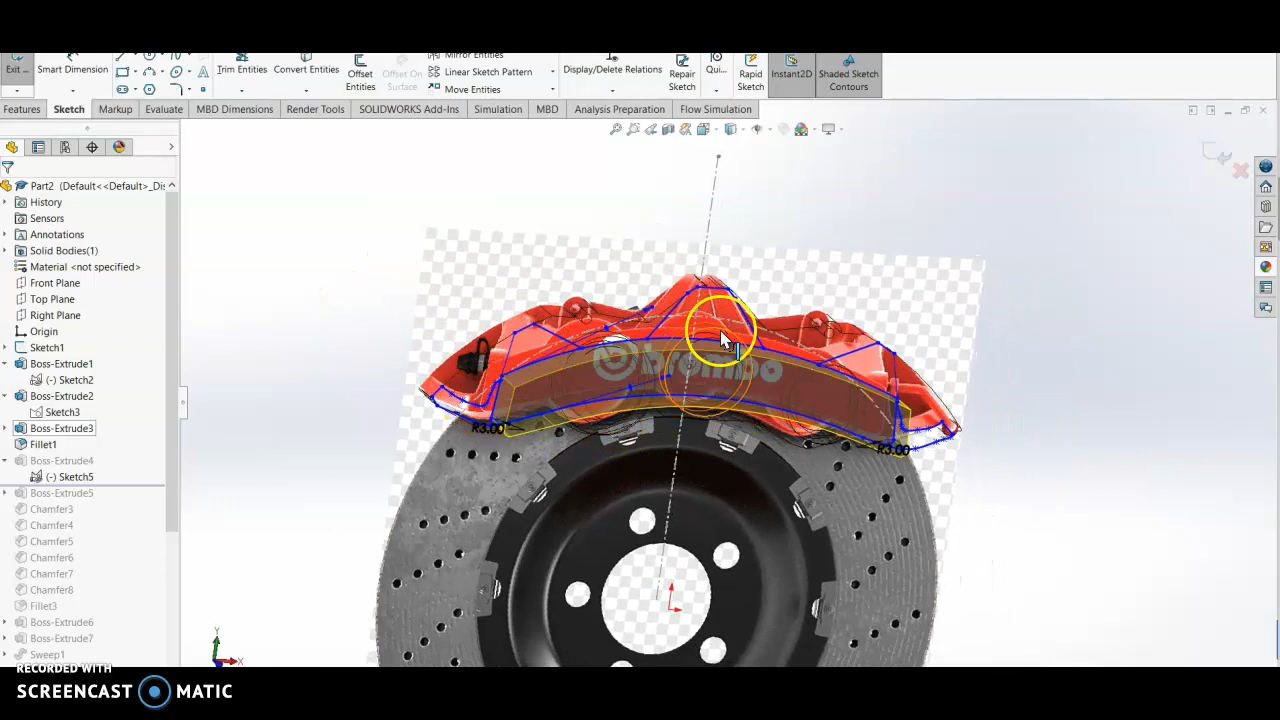 Exit ...
Smart Dimension
Trim Entities
Convert Entities
Offset Entities
Offset On Surface
Mirror Entities
Linear Sketch Pattern
Move Entities
Display/Delete Relations
Repair Sketch
Qui...
Rapid Sketch
Instant2D
Shaded Sketch Contours
Features
Sketch
Markup
Evaluate
MBD Dimensions
Render Tools
SOLIDWORKS Add-Ins
Simulation
MBD
Analysis Preparation
Flow Simulation
Part2 (Default<<Default>_Dis
History
Sensors
Annotations
Solid Bodies(1)
Material <not specified>
Front Plane
Top Plane
Right Plane
Origin
Sketch1
Boss-Extrude1
(-) Sketch2
Boss-Extrude2
Sketch3
Boss-Extrude3
Fillet1
Boss-Extrude4
(-) Sketch5
Boss-Extrude5
Chamfer3
Chamfer4
Chamfer5
Chamfer6
Chamfer7
Chamfer8
Fillet3
Boss-Extrude6
Boss-Extrude7
Sweep1
brembo
R3.00
R3.00
Y
X
RECORDED WITH
SCREENCAST MATIC